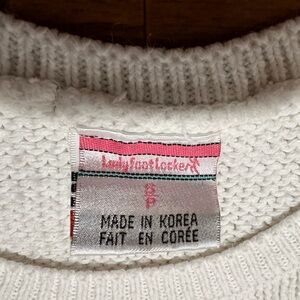 Lady Foot Locker
S
P
MADE IN KOREA
FAIT EN CORÉE